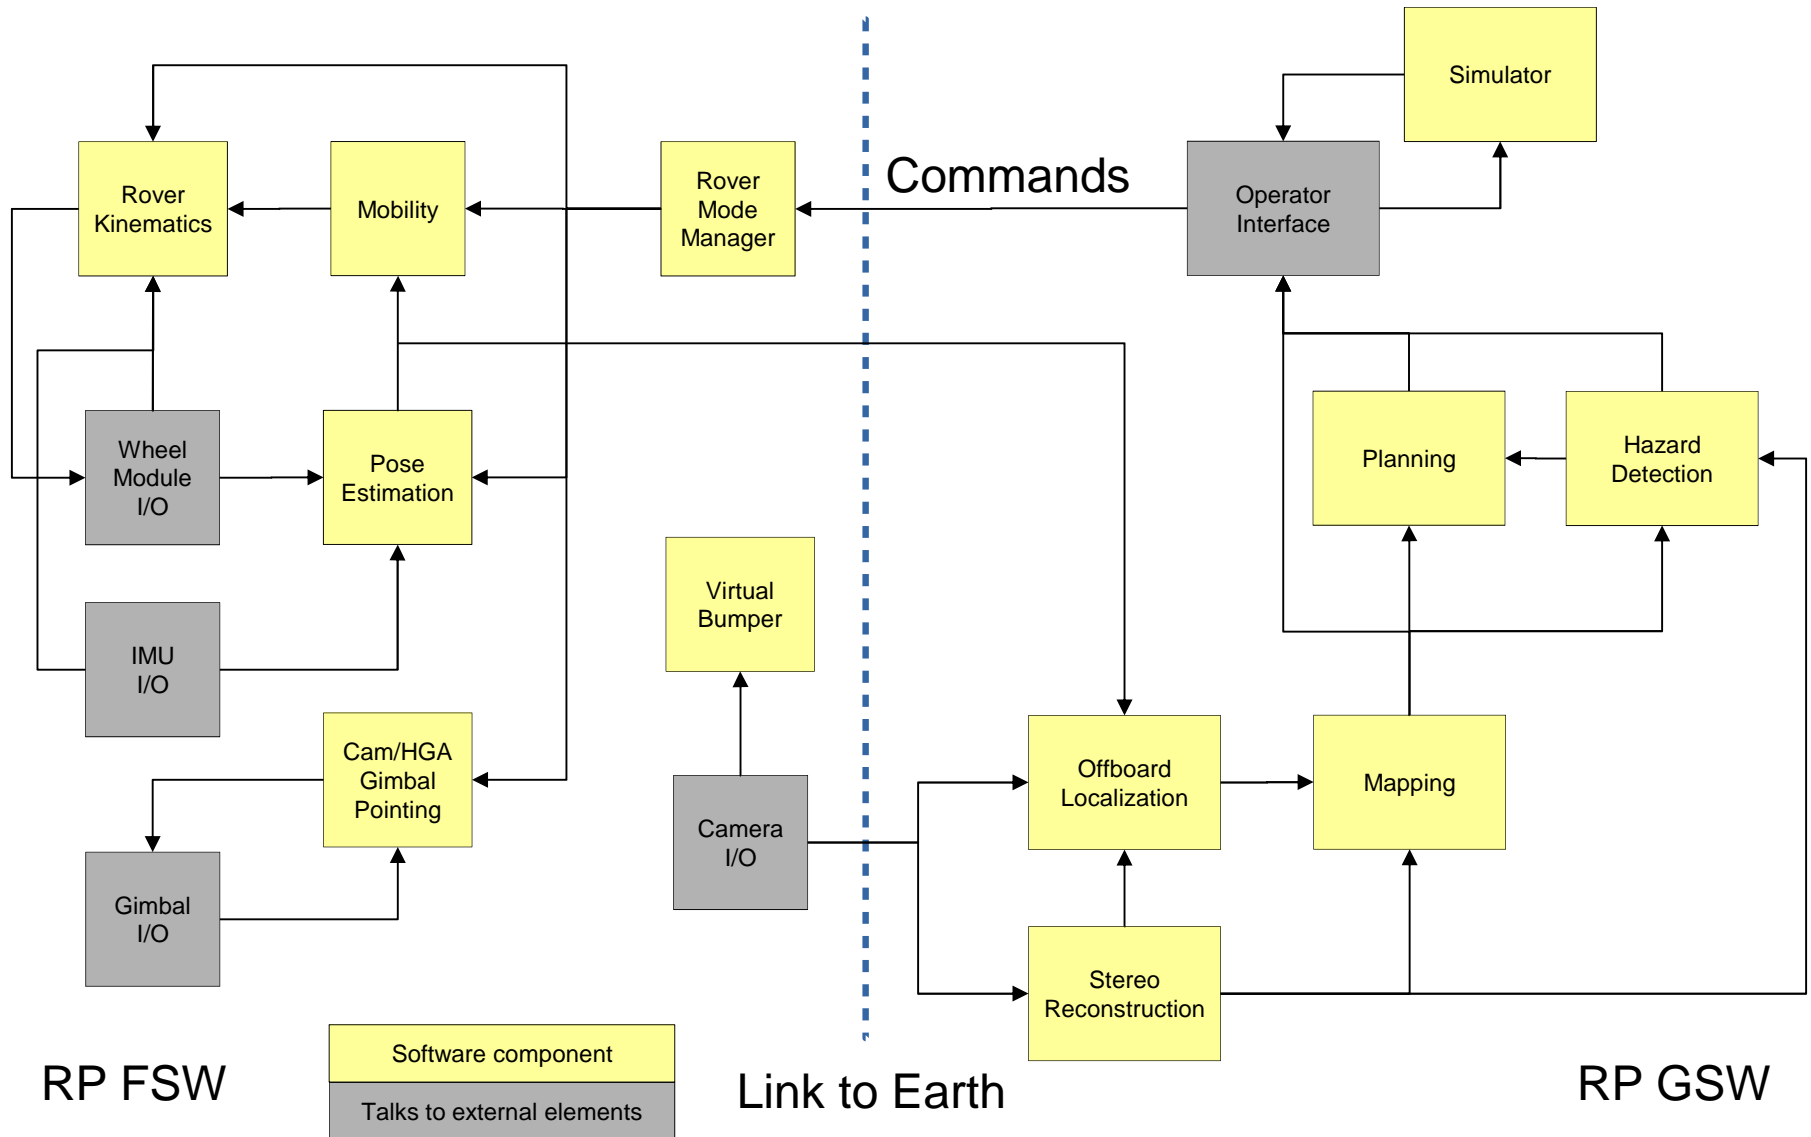 Simulator
Rover
Kinematics
Mobility
Rover
Mode
Manager
Commands
Operator
Interface
Wheel
Module
I/O
Pose
Estimation
Planning
Hazard
Detection
Virtual
Bumper
IMU
I/O
Cam/HGA
Gimbal
Pointing
Camera
I/O
Offboard
Localization
Mapping
Gimbal
I/O
Stereo
Reconstruction
RP FSW
Software component
Talks to external elements
Link to Earth
RP GSW